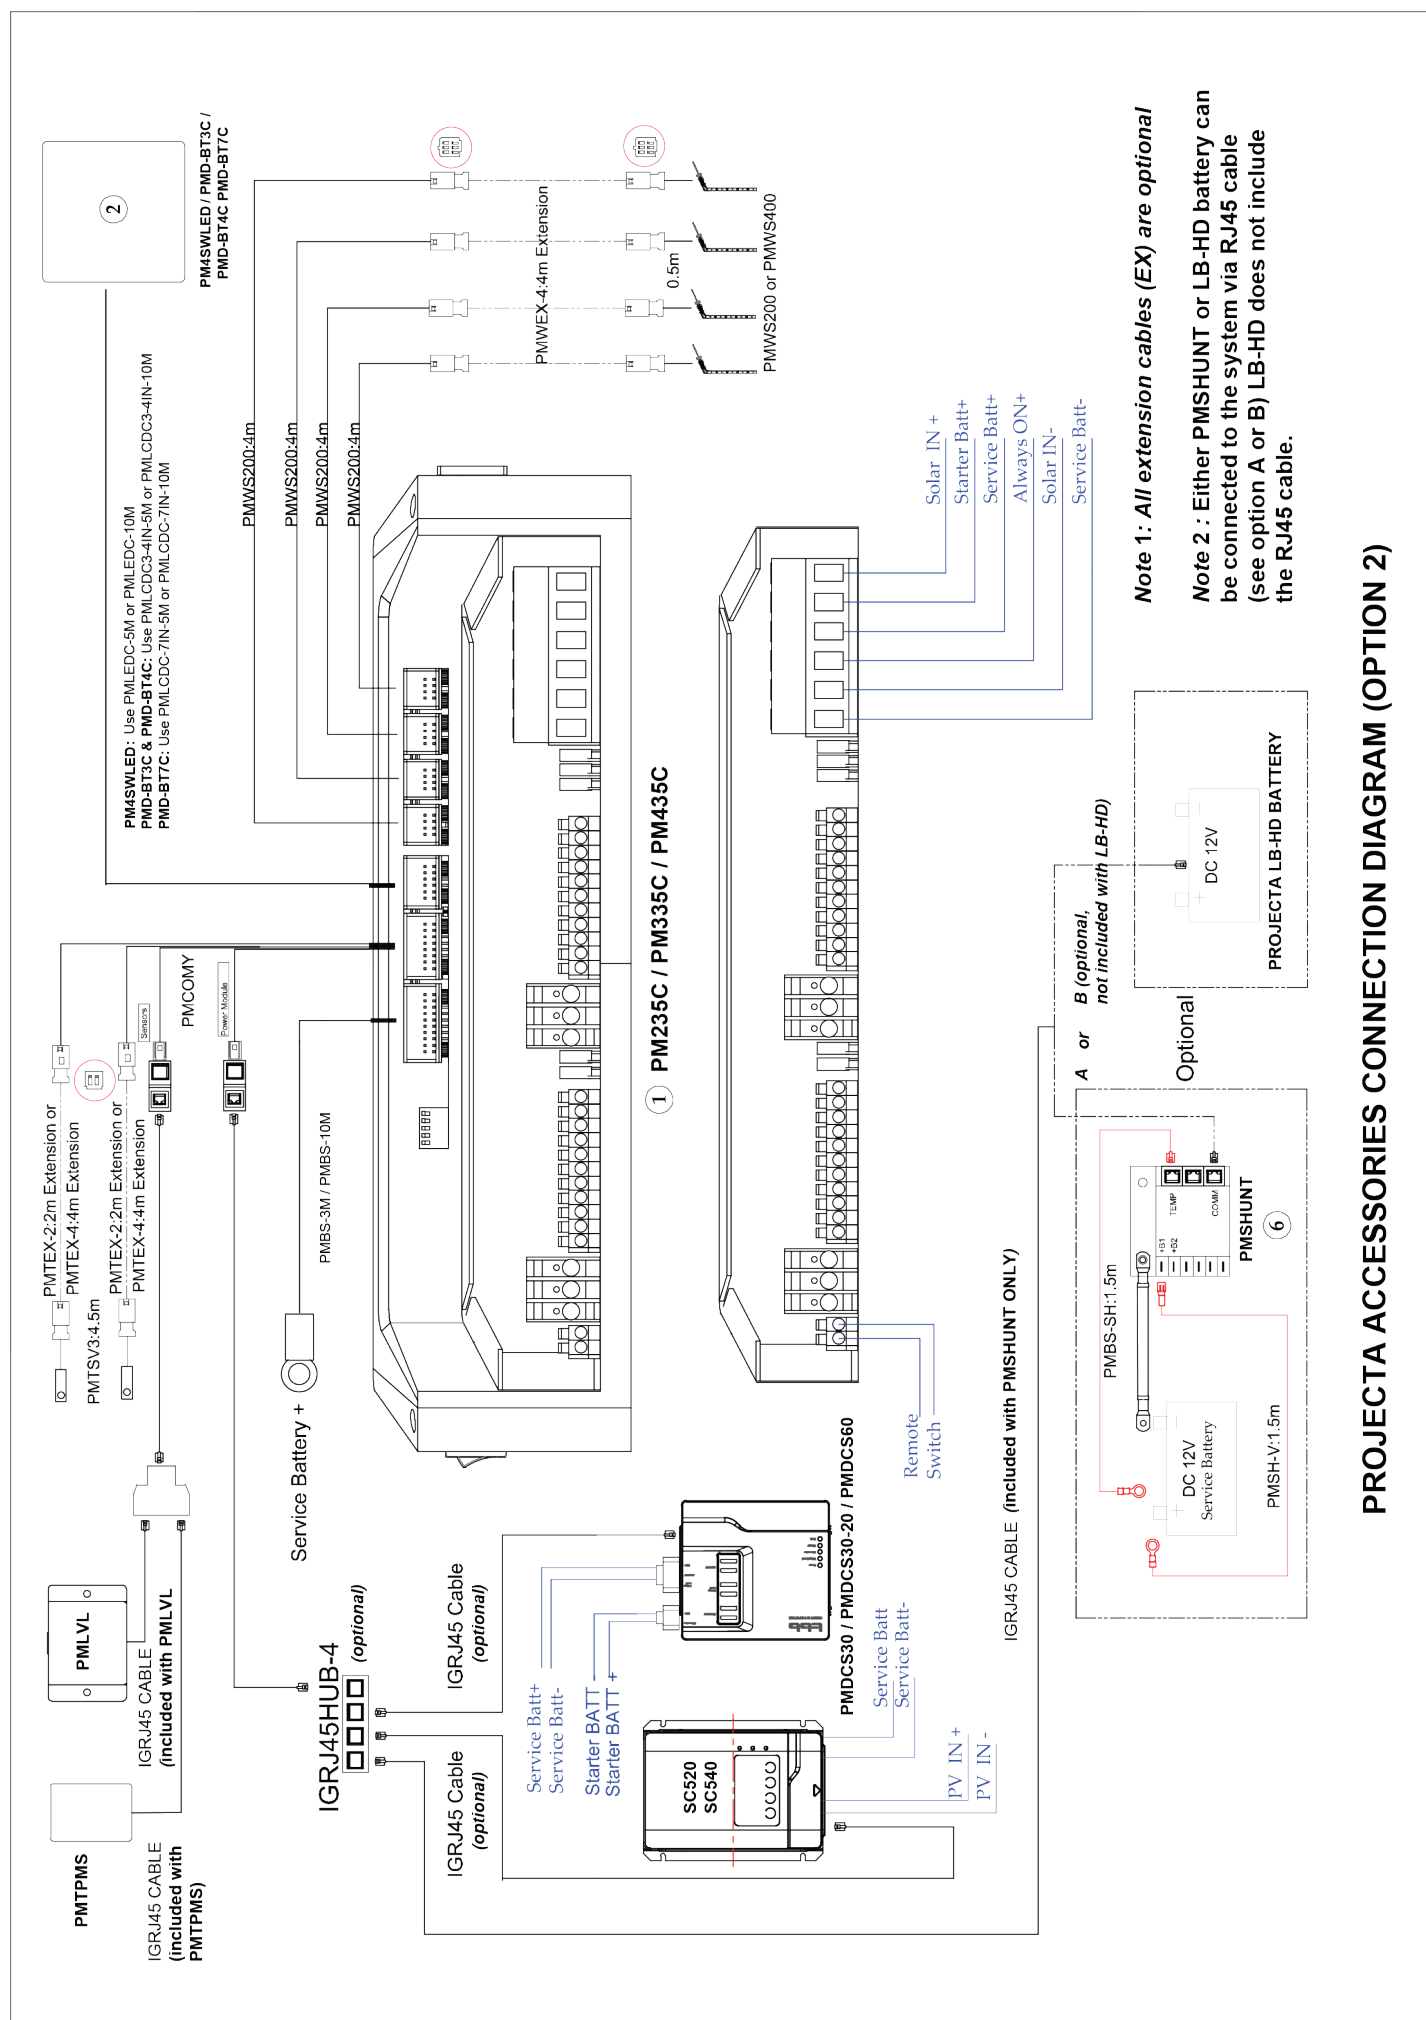 PMTPMS
IGRJ45 CABLE
(included with
PMTPMS)
PMLVL
IGRJ45 CABLE
(included with PMLVL
PMTEX-2:2m Extension or
PMTEX-4:4m Extension
PMTSV3:4.5m
PMTEX-2:2m Extension or
PMTEX-4:4m Extension
Sensors
PMCOMY
Power Module
PM4SWLED: Use PMLEDC-5M or PMLEDC-10M
PMD-BT3C & PMD-BT4C: Use PMLCDC3-4IN-5M or PMLCDC3-4IN-10M
PMD-BT7C: Use PMLCDC-7IN-5M or PMLCDC-7IN-10M
2
PM4SWLED / PMD-BT3C /
PMD-BT4C PMD-BT7C
PMWS200:4m
PMWS200:4m
PMWS200:4m
PMWS200:4m
PMWEX-4:4m Extension
0.5m
PMWS200 or PMWS400
IGRJ45HUB-4
(optional)
Service Battery +
PMBS-3M / PMBS-10M
IGRJ45 Cable
(optional)
IGRJ45 Cable
(optional)
Service Batt+
Service Batt-
Starter BATT -
Starter BATT +
1 PM235C / PM335C / PM435C
SC520
SC540
PMDCS30 / PMDCS30-20 / PMDCS60
Service Batt
Service Batt-
PV IN +
PV IN -
Remote
Switch
Solar IN +
Starter Batt+
Service Batt+
Always ON+
Solar IN-
Service Batt-
IGRJ45 CABLE (included with PMSHUNT ONLY)
A or B (optional,
not included with LB-HD)
Optional
PMBS-SH:1.5m
DC 12V
Service Battery
+
-
PMSH-V:1.5m
+B1
+B2
TEMP
COMM
PMSHUNT
6
DC 12V
+
-
PROJECTA LB-HD BATTERY
Note 1: All extension cables (EX) are optional
Note 2 : Either PMSHUNT or LB-HD battery can
be connected to the system via RJ45 cable
(see option A or B) LB-HD does not include
the RJ45 cable.
PROJECTA ACCESSORIES CONNECTION DIAGRAM (OPTION 2)